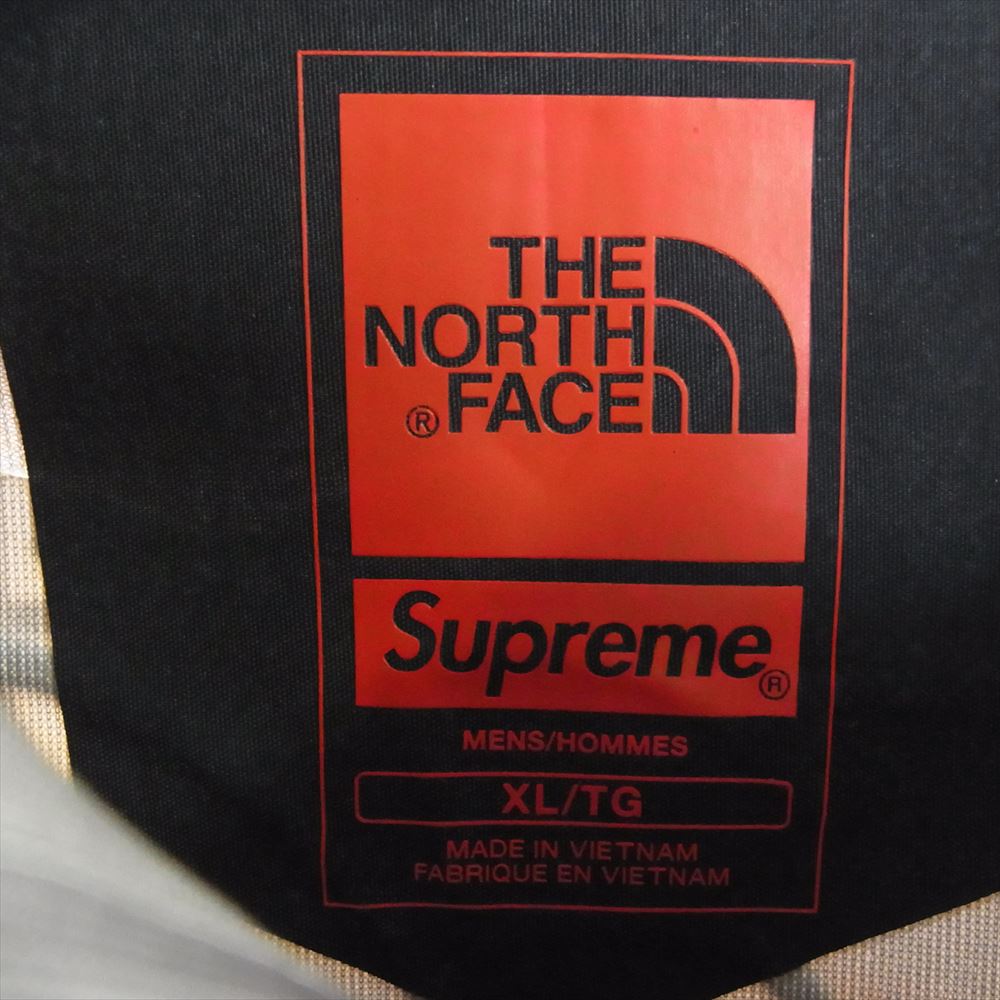 THE
NORTH
® FACE
Supreme®
MENS/HOMMES
XL/TG
MADE IN VIETNAM
FABRIQUE EN VIETNAM